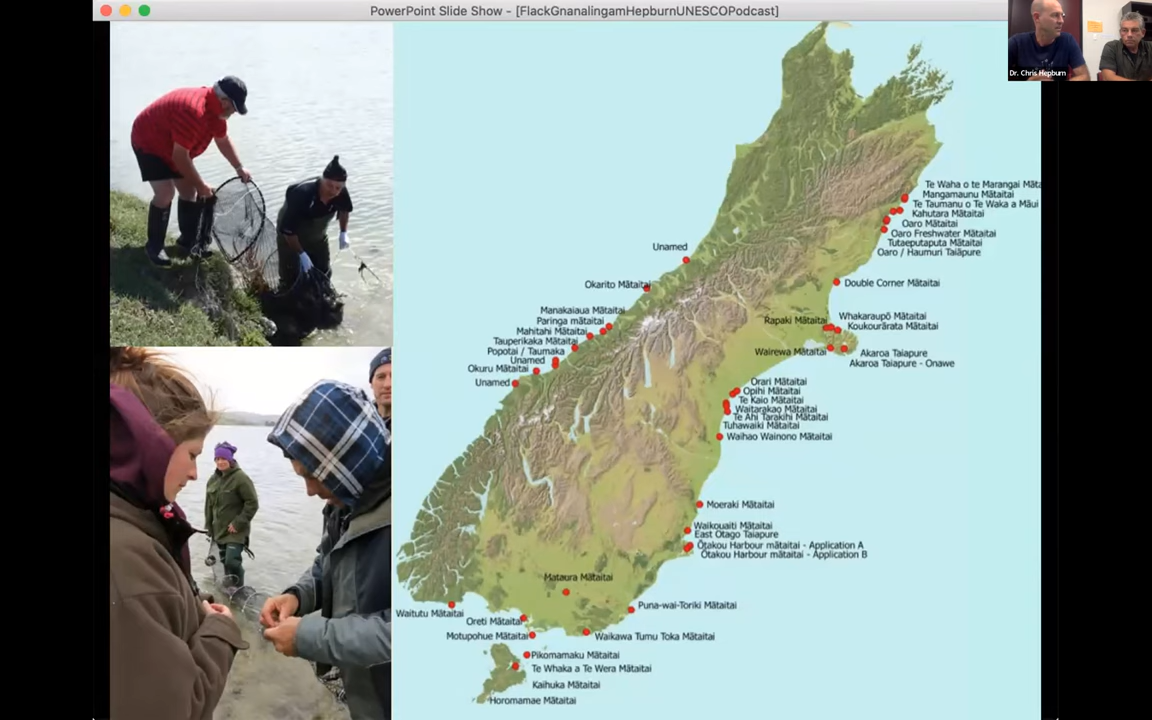 PowerPoint Slide Show - [FlackGnanalingamHepburnUNESCOPodcast]
Dr. Chris Hepburn
Te Waha o te Marangai Māta
Mangamaunu Mātaitai
Te Taumanu o Te Waka a Māui
Kahutara Mātaitai
Oaro Mātaitai
Oaro Freshwater Mātaitai
Tutaeputaputa Mātaitai
Oaro / Haumuri Taiāpure
Unamed
Okarito Mātaitai
Double Corner Mātaitai
Manakaiaua Mātaitai
Paringa mātaitai
Mahitahi Mātaitai
Tauperikaka Mātaitai
Popotai / Taumaka
Unamed
Okuru Mātaitai
Unamed
Whakaraupō Mātaitai
Rapaki Mātaitai
Koukourārata Mātaitai
Wairewa Mātaitai
Akaroa Taiapure
Akaroa Taiapure - Onawe
Orari Mātaitai
Opihi Mātaitai
Te Kaio Mātaitai
Waitarakao Mātaitai
Te Ahi Tarakihi Mātaitai
Tuhawaiki Mātaitai
Waihao Wainono Mātaitai
Moeraki Mātaitai
Waikouaiti Mātaitai
East Otago Taiapure
Ōtakou Harbour mātaitai - Application A
Ōtakou Harbour mātaitai - Application B
Mataura Mātaitai
Puna-wai-Toriki Mātaitai
Waitutu Mātaitai
Oreti Mātaitai
Motupohue Mātaitai
Waikawa Tumu Toka Mātaitai
Pikomamaku Mātaitai
Te Whaka a Te Wera Mātaitai
Kaihuka Mātaitai
Horomamae Mātaitai